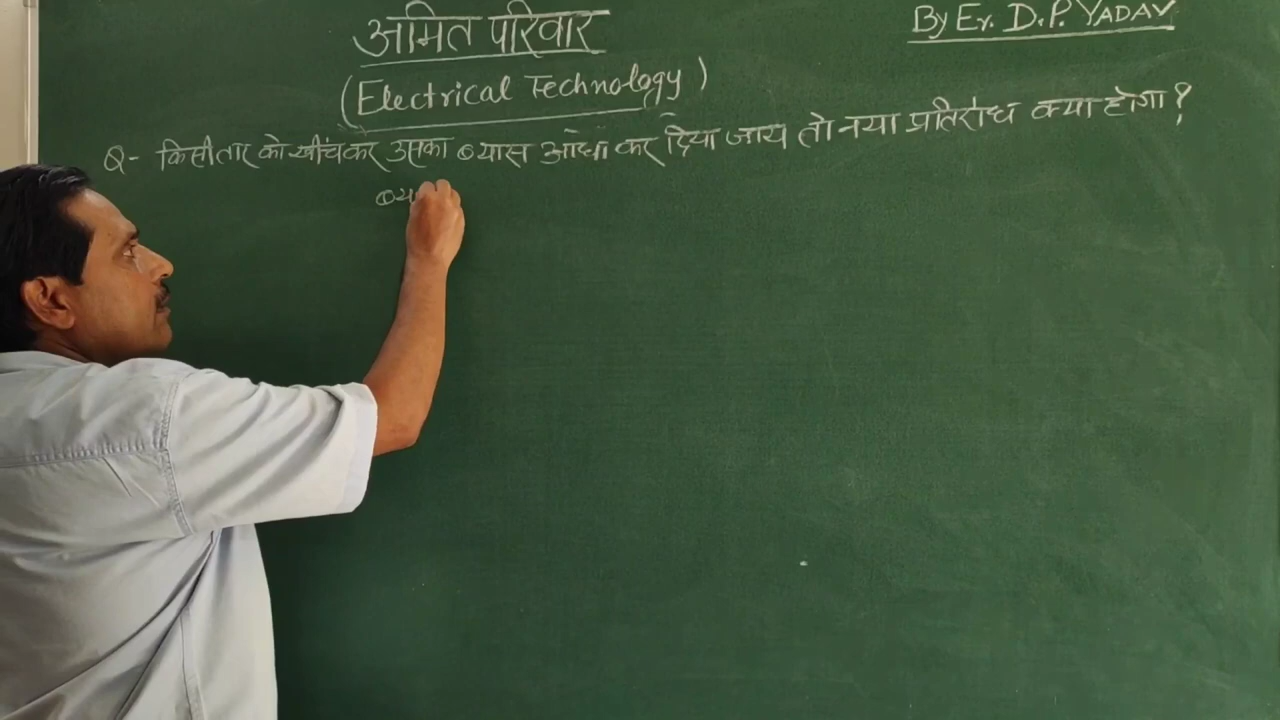 अमित परिवार
By Er. D.P. YADAV
(Electrical Technology)
Q- किसी तार को खींचकर उसका व्यास आधा कर दिया जाय तो नया प्रतिरोध क्या होगा?